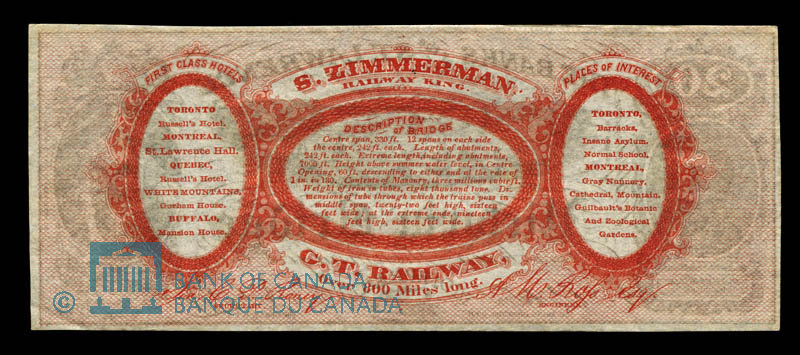 FIRST CLASS HOTELS
TORONTO
Russell's Hotel.
MONTREAL,
St. Lawrence Hall.
QUEBEC,
Russell's Hotel.
WHITE MOUNTAINS,
Gorham House.
BUFFALO,
Mansion House.
S. ZIMMERMAN
RAILWAY KING.
DESCRIPTION
of BRIDGE
Centre span, 330 ft. 12 spans on each side
the centre, 242 ft. each. Length of abutments,
242 ft. each. Extreme length, including abutments,
7000 ft. Height above summer water level, in Centre
Opening, 60 ft. descending to either end at the rate of
1 in 130. Contents of Masonry, three millions cubic ft.
Weight of iron in tubes, eight thousand tons. Di-
mensions of tube through which the trains pass in
middle span, twenty-two feet high, sixteen
feet wide; at the extreme ends, nineteen
feet high, sixteen feet wide.
G. T. RAILWAY,
800 Miles long.
PLACES OF INTEREST
TORONTO,
Barracks,
Insane Asylum,
Normal School,
MONTREAL,
Gray Nunnery,
Cathedral, Mountain,
Guilbault's Botanic
And Zoological
Gardens.
ENGINEER
© BANK OF CANADA
BANQUE DU CANADA